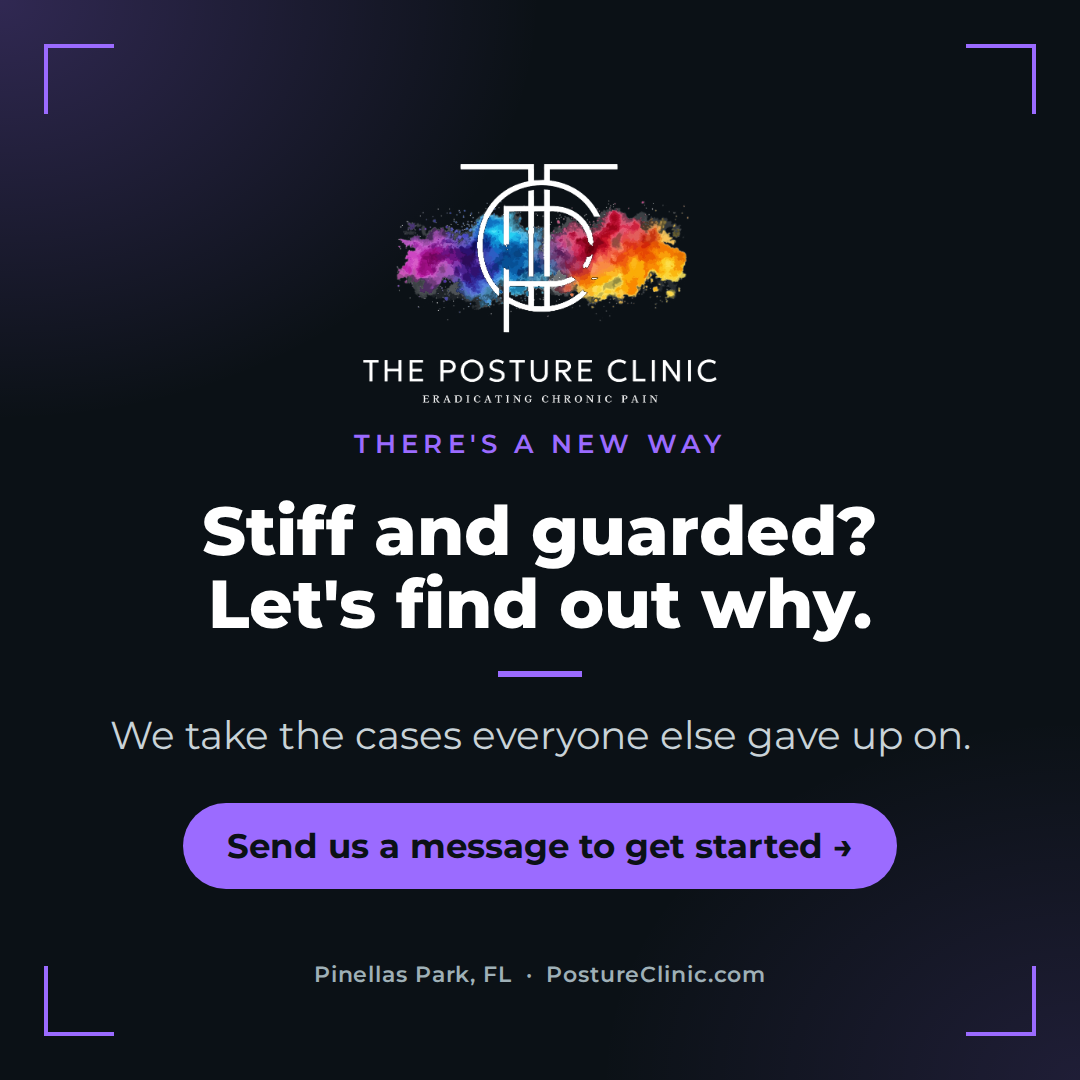 THE POSTURE CLINIC
ERADICATING CHRONIC PAIN
THERE'S A NEW WAY
Stiff and guarded?
Let's find out why.
We take the cases everyone else gave up on.
Send us a message to get started →
Pinellas Park, FL · PostureClinic.com